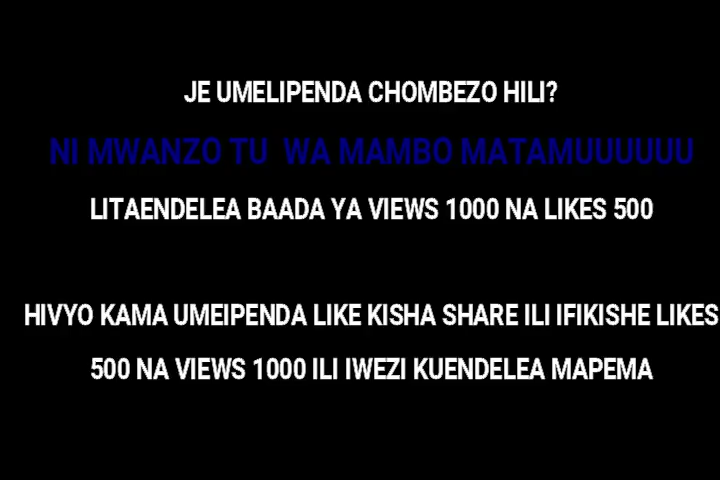 JE UMELIPENDA CHOMBEZO HILI?
NI MWANZO TU WA MAMBO MATAMUUUUUU
LITAENDELEA BAADA YA VIEWS 1000 NA LIKES 500
HIVYO KAMA UMEIPENDA LIKE KISHA SHARE ILI IFIKISHE LIKES
500 NA VIEWS 1000 ILI IWEZI KUENDELEA MAPEMA